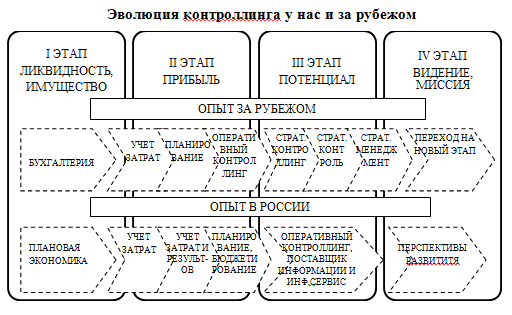 Эволюция контроллинга у нас и за рубежом
I ЭТАП
ЛИКВИДНОСТЬ,
ИМУЩЕСТВО
II ЭТАП
ПРИБЫЛЬ
III ЭТАП
ПОТЕНЦИАЛ
IV ЭТАП
ВИДЕНИЕ,
МИССИЯ
ОПЫТ ЗА РУБЕЖОМ
БУХГАЛТЕРИЯ
УЧЕТ
ЗАТРАТ
ПЛАНИРО
ВАНИЕ
ОПЕРАТИ
ВНЫЙ
КОНТРОЛ
ЛИНГ
СТРАТ.
КОНТРО
ЛЛИНГ
СТРАТ.
КОНТ
РОЛЬ
СТРАТ.
МЕНЕДЖ
МЕНТ
ПЕРЕХОД НА
НОВЫЙ ЭТАП
ОПЫТ В РОССИИ
ПЛАНОВАЯ
ЭКОНОМИКА
УЧЕТ
ЗАТРАТ
УЧЕТ
ЗАТРАТ И
РЕЗУЛЬТ-
ОВ
ПЛАНИРО
ВАНИЕ,
БЮДЖЕТИ
РОВАНИЕ
ОПЕРАТИВНЫЙ
КОНТРОЛЛИНГ,
ПОСТАВЩИК
ИНФОРМАЦИИ И
ИНФ.СЕРВИС
ПЕРСПЕКТИВЫ
РАЗВИТИТЯ